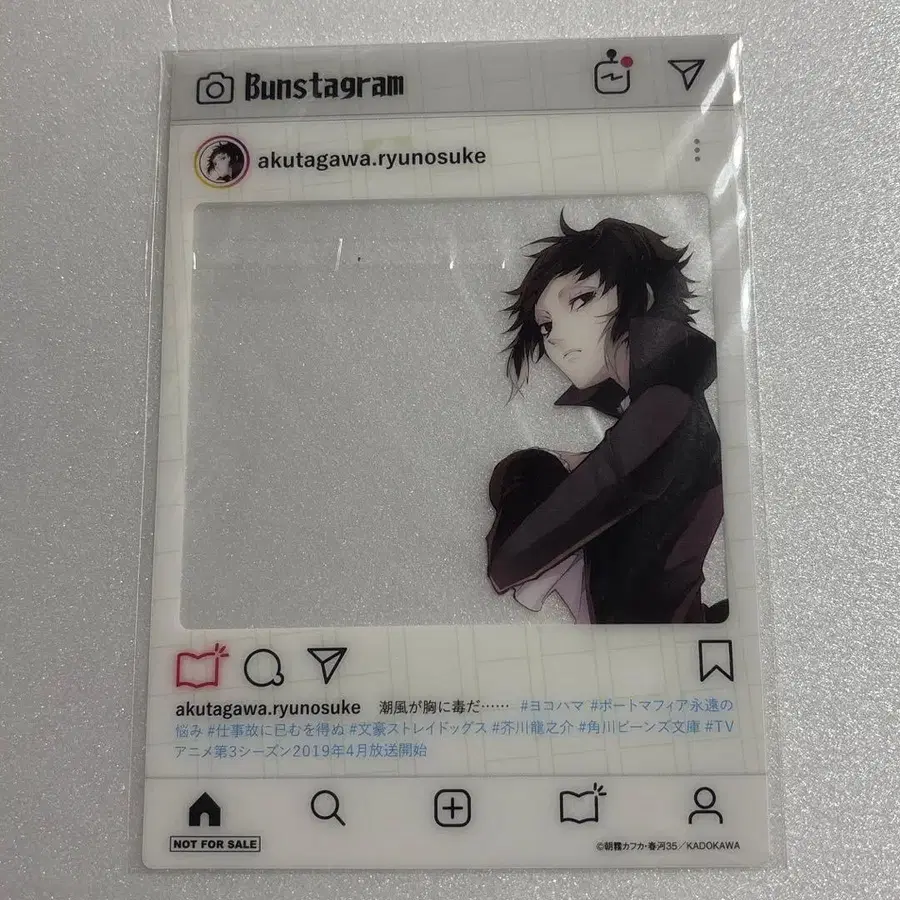 Bunstagram
akutagawa.ryunosuke
akutagawa.ryunosuke 潮風が胸に毒だ…… #ヨコハマ #ポートマフィア永遠の
悩み #仕事故に已むを得ぬ #文豪ストレイドッグス #芥川龍之介 #角川ビーンズ文庫 #TV
アニメ第3シーズン2019年4月放送開始
NOT FOR SALE
©朝霧カフカ・春河35／KADOKAWA